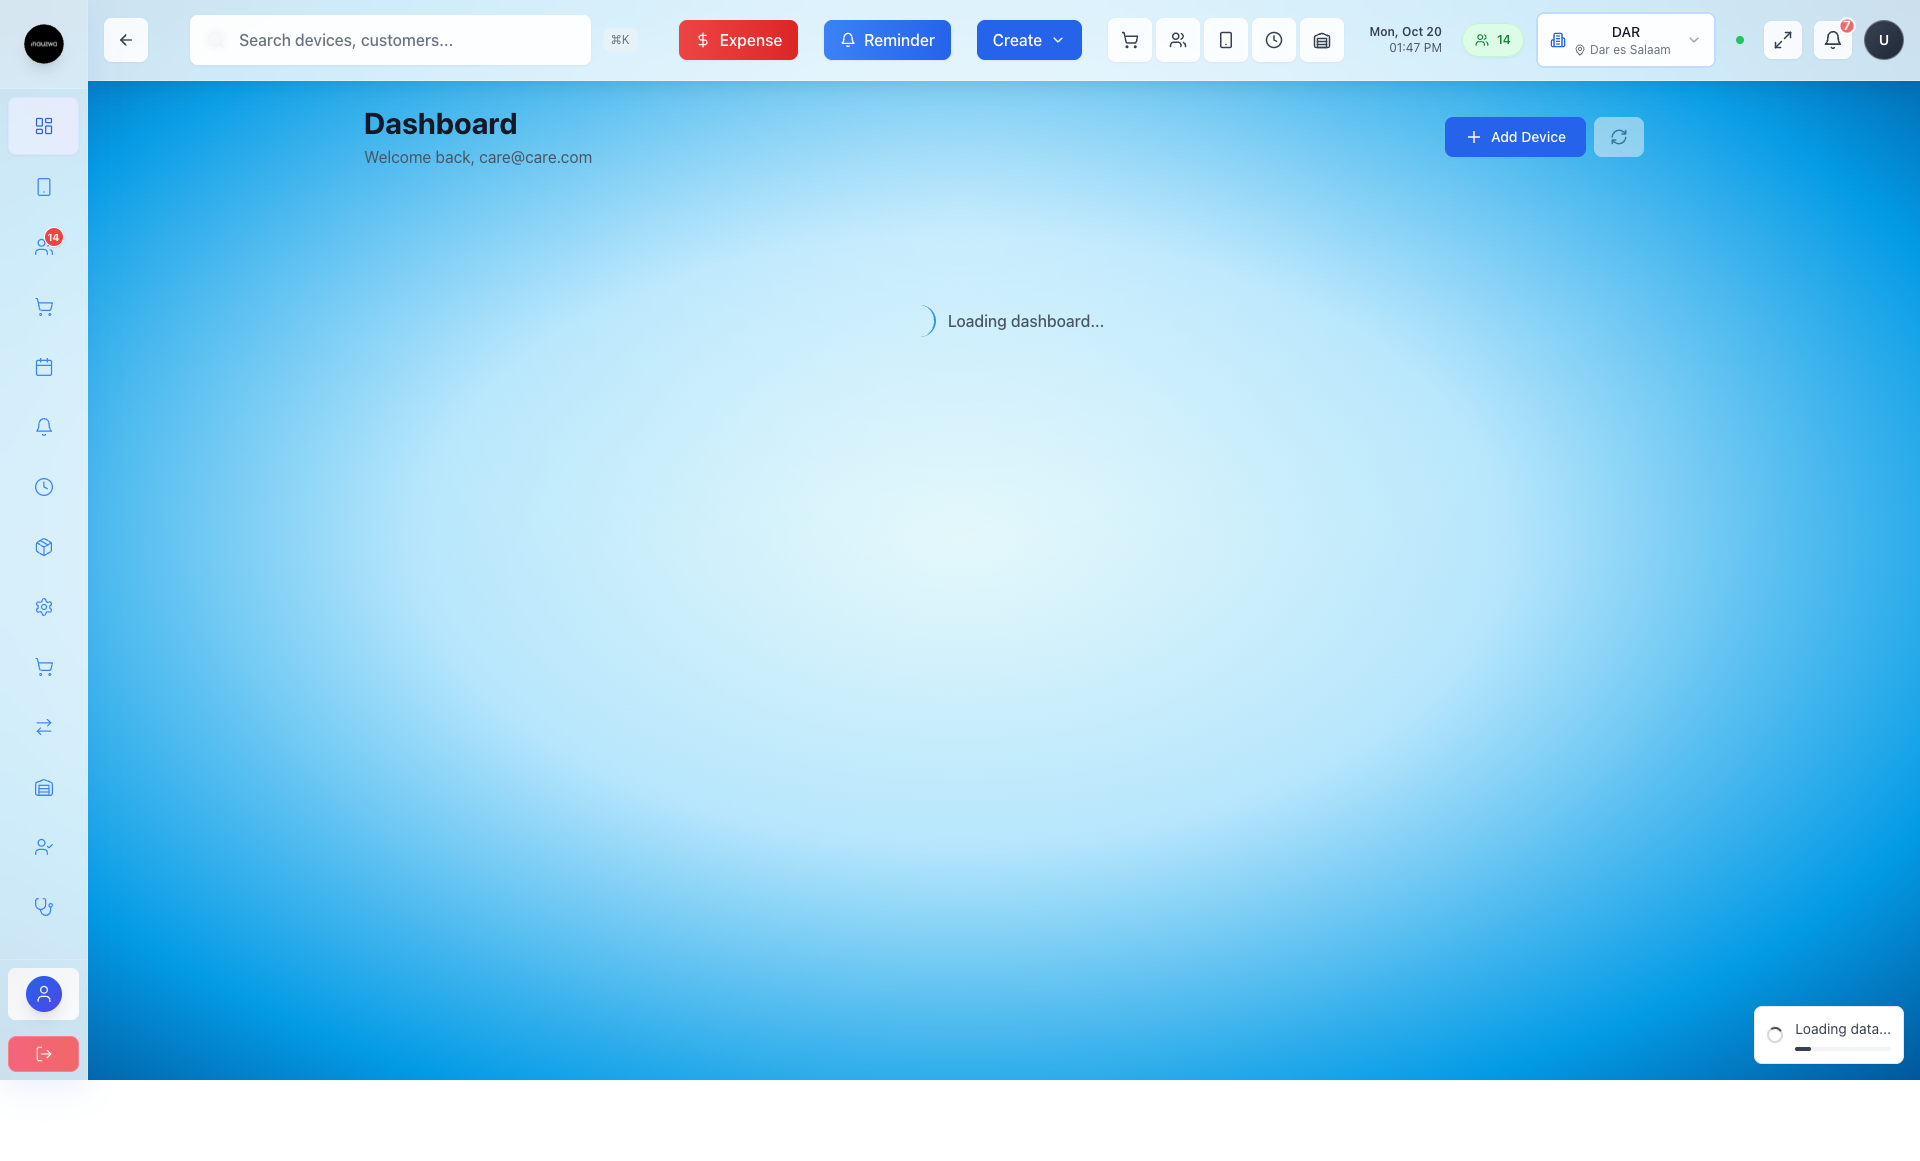 inauzwa
Search devices, customers...
⌘K
Expense
Reminder
Create
Mon, Oct 20
01:47 PM
14
DAR
Dar es Salaam
7
U
Dashboard
Welcome back, care@care.com
Add Device
14
Loading dashboard...
Loading data...